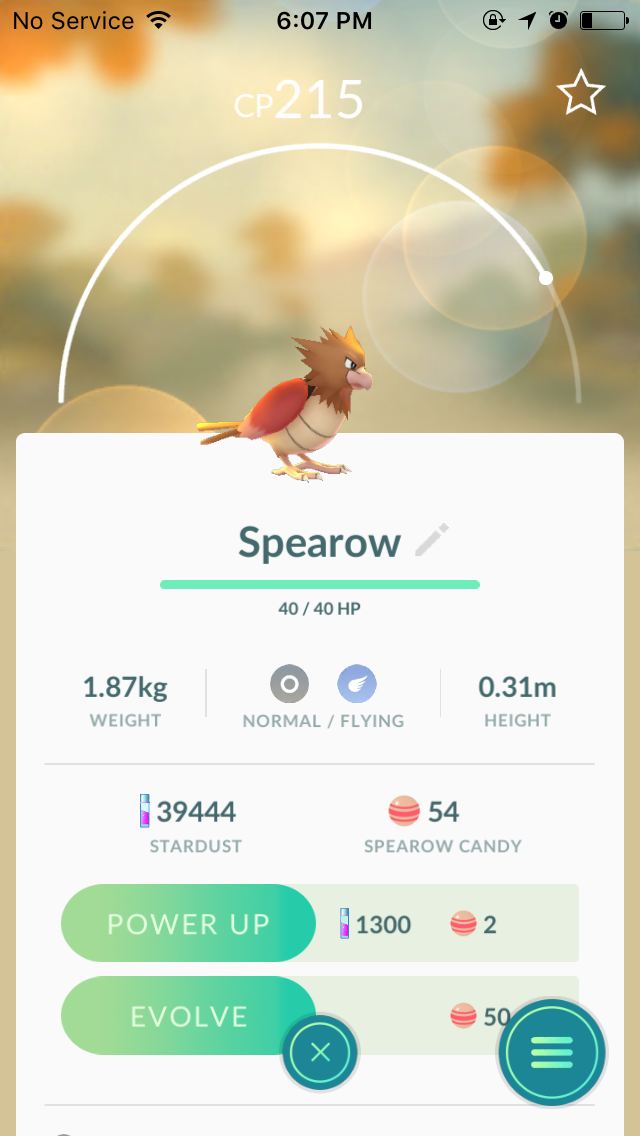 No Service 6:07 PM
CP215
Spearow
40 / 40 HP
1.87kg NORMAL / FLYING 0.31m
WEIGHT HEIGHT
39444 54
STARDUST SPEAROW CANDY
POWER UP 1300 2
EVOLVE 50